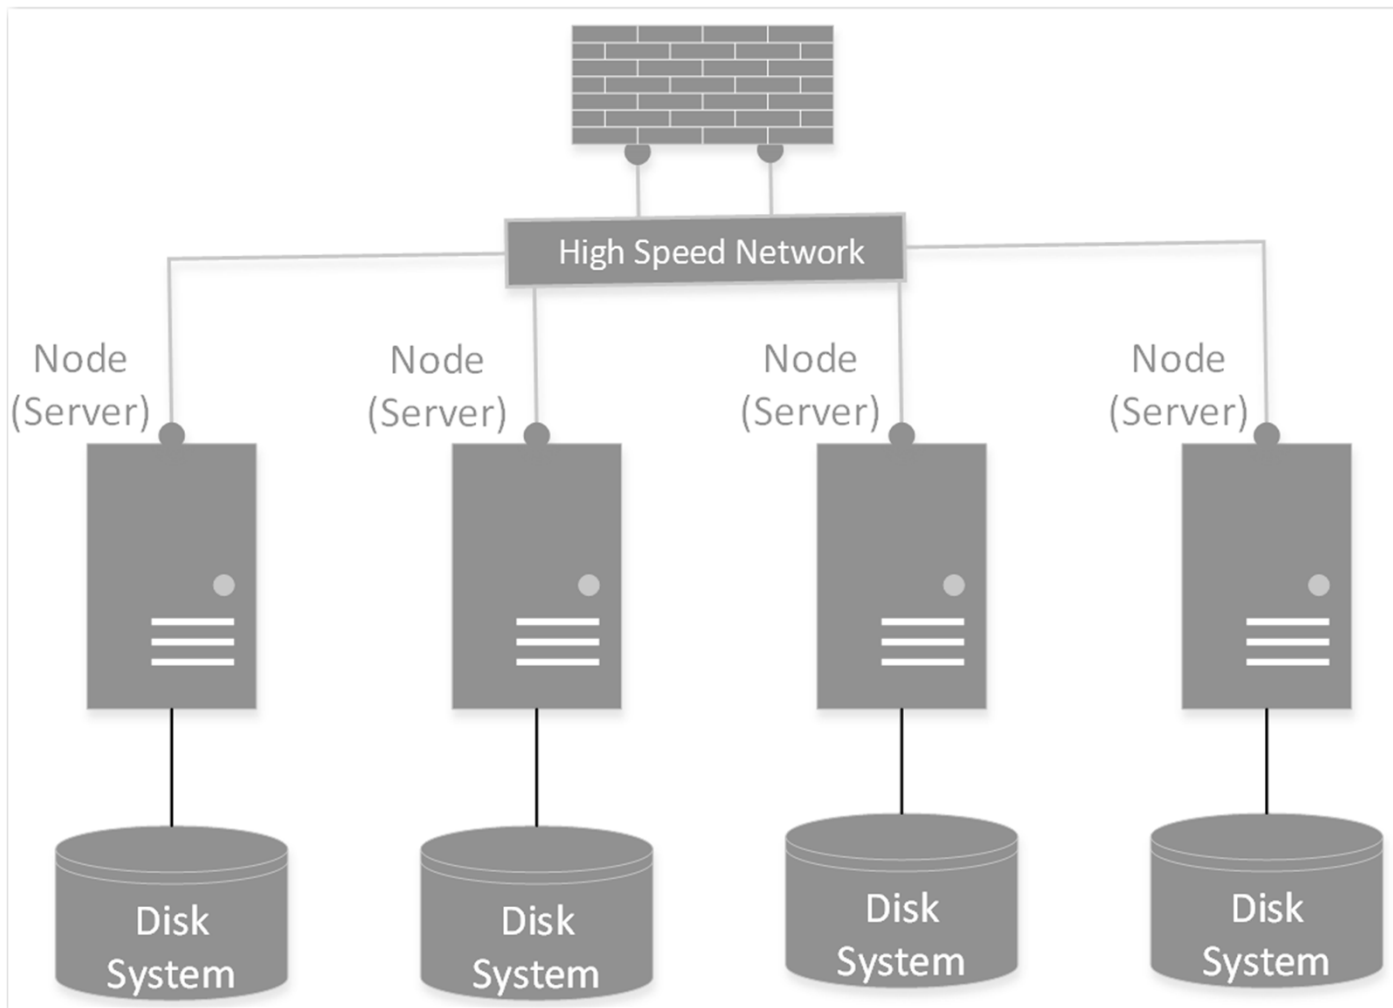 High Speed Network
Node
(Server)
Node
(Server)
Node
(Server)
Node
(Server)
Disk
System
Disk
System
Disk
System
Disk
System